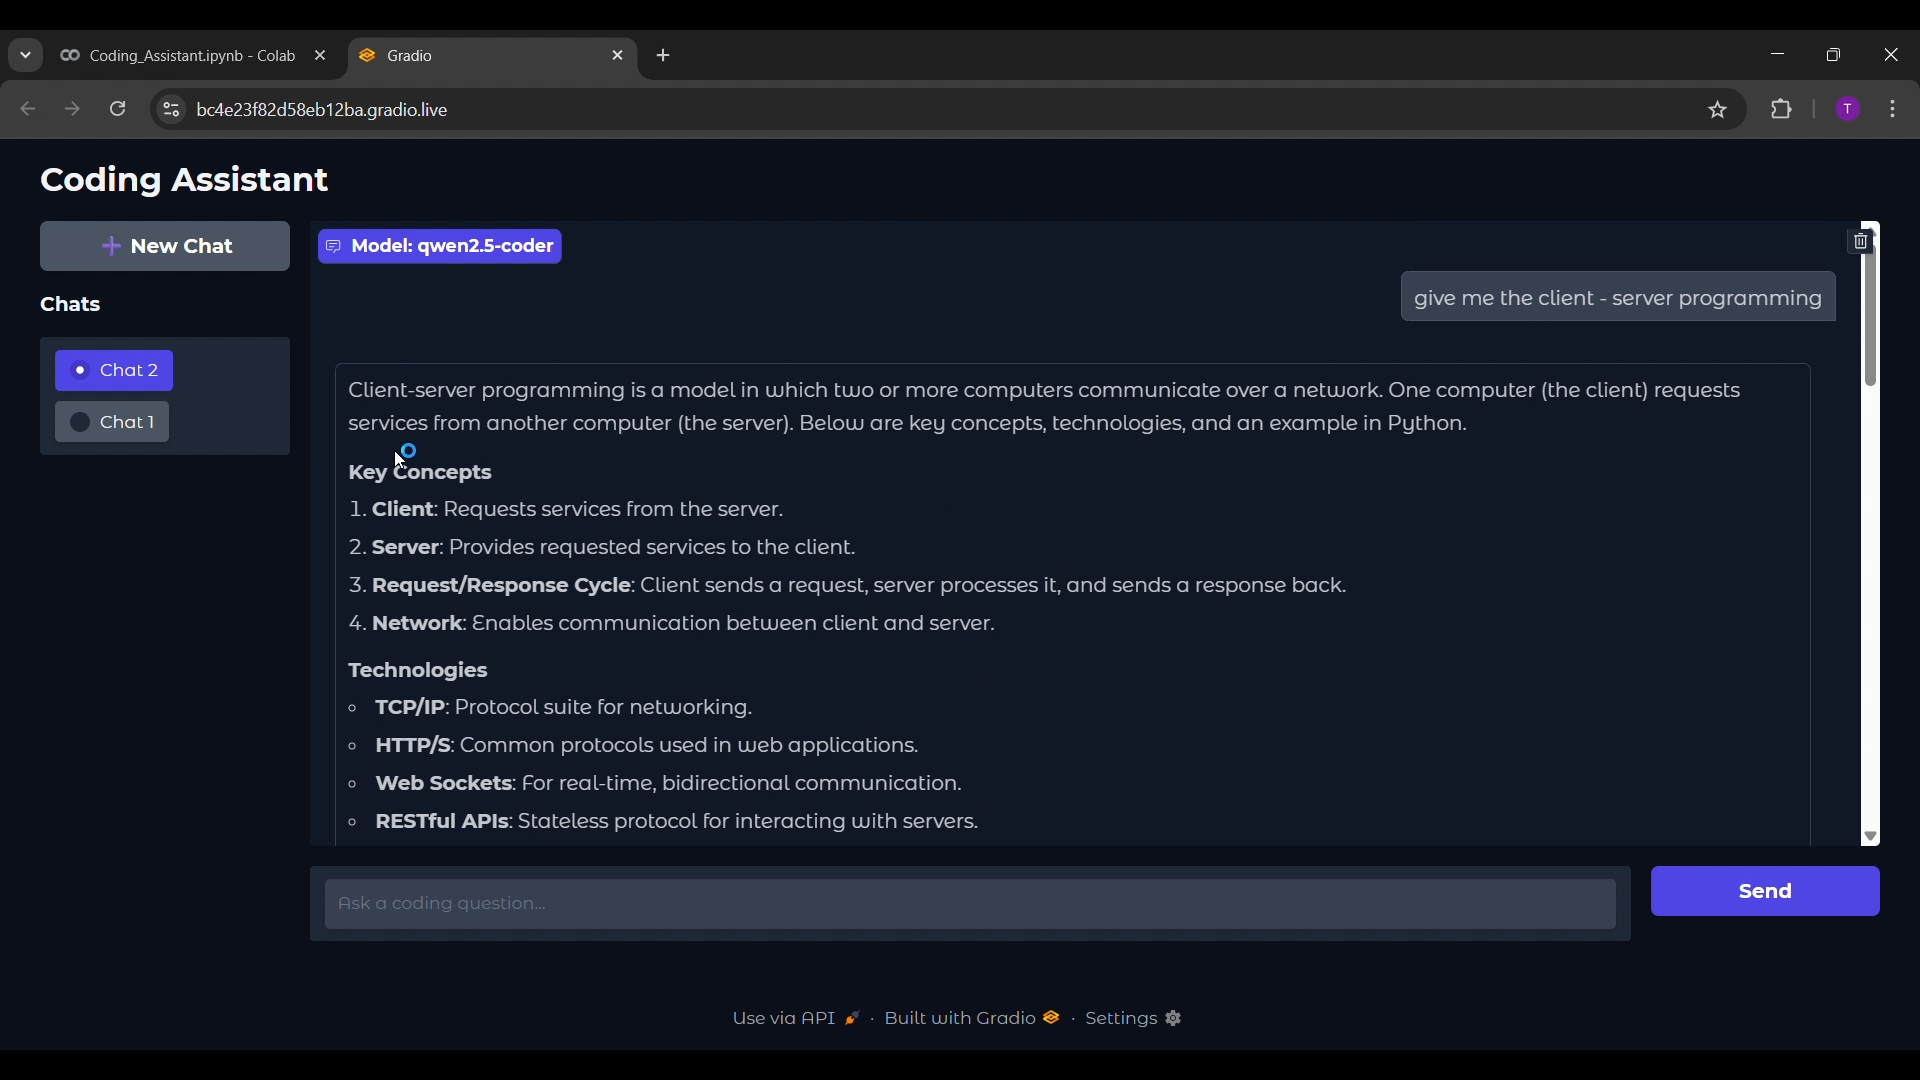 Coding_Assistant.ipynb - Colab
Gradio
bc4e23f82d58eb12ba.gradio.live
T
Coding Assistant
New Chat
Chats
Chat 2
Chat 1
Model: qwen2.5-coder
give me the client - server programming
Client-server programming is a model in which two or more computers communicate over a network. One computer (the client) requests
services from another computer (the server). Below are key concepts, technologies, and an example in Python.
Key Concepts
1. Client: Requests services from the server.
2. Server: Provides requested services to the client.
3. Request/Response Cycle: Client sends a request, server processes it, and sends a response back.
4. Network: Enables communication between client and server.
Technologies
TCP/IP: Protocol suite for networking.
HTTP/S: Common protocols used in web applications.
Web Sockets: For real-time, bidirectional communication.
RESTful APIs: Stateless protocol for interacting with servers.
Ask a coding question...
Send
Use via API · Built with Gradio · Settings